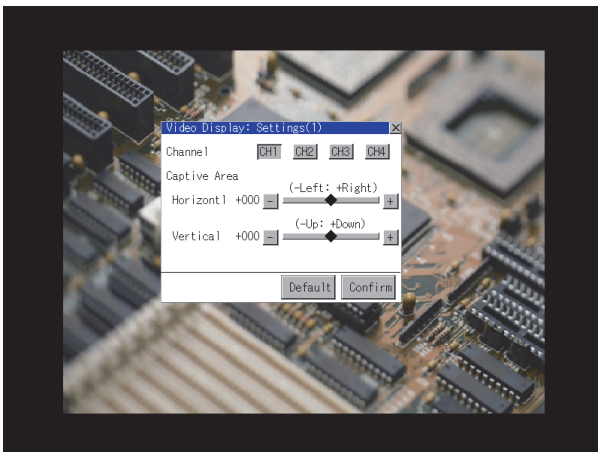 Video Display: Settings(1) ×
Channel CH1 CH2 CH3 CH4
Captive Area
(-Left: +Right)
Horizontl +000 - +
(-Up: +Down)
Vertical +000 - +
Default Confirm